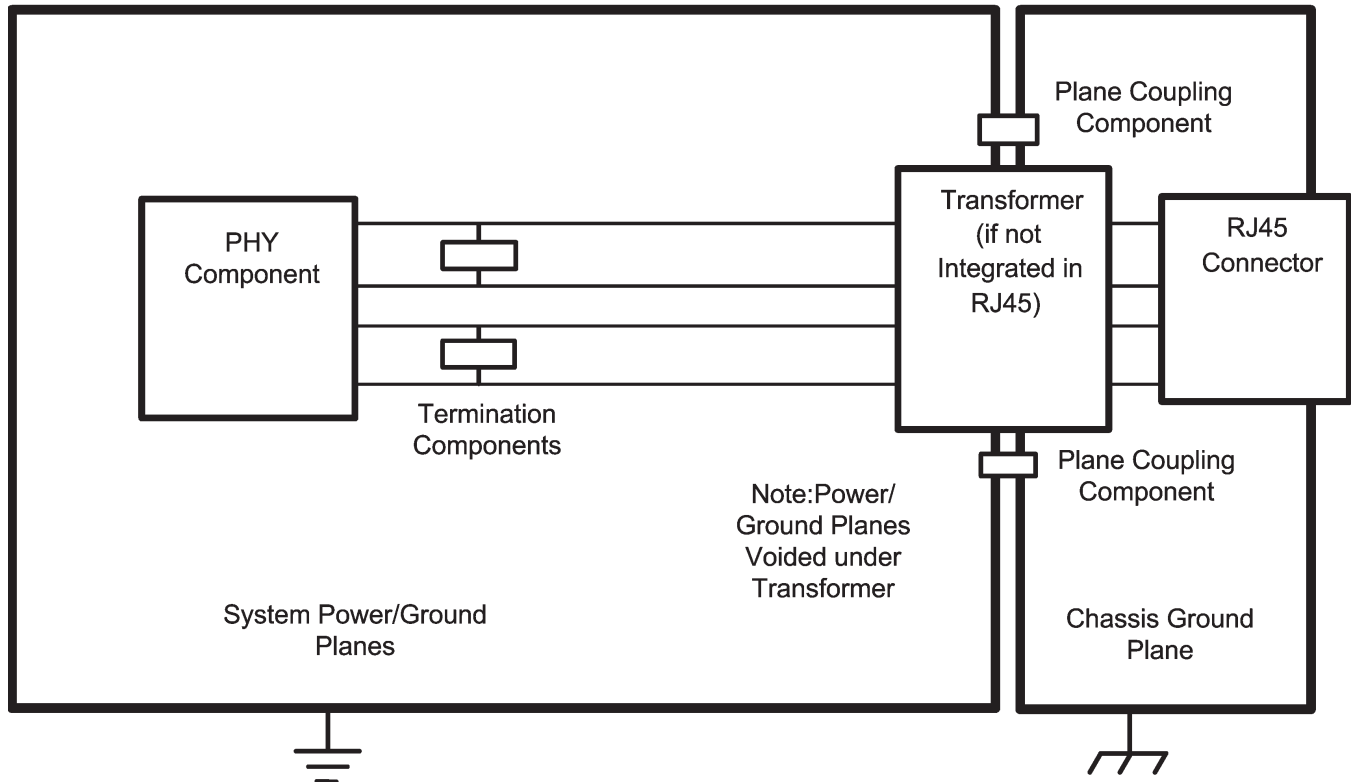 Plane Coupling
Component
PHY
Component
Transformer
(if not
Integrated in
RJ45)
RJ45
Connector
Termination
Components
Plane Coupling
Component
Note:Power/
Ground Planes
Voided under
Transformer
System Power/Ground
Planes
Chassis Ground
Plane